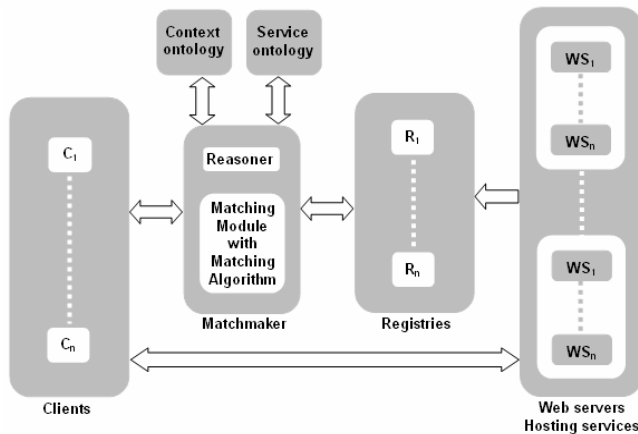 Context
ontology
Service
ontology
C1
Cn
Clients
Reasoner
Matching
Module
with
Matching
Algorithm
Matchmaker
R1
Rn
Registries
WS1
WSn
WS1
WSn
Web servers
Hosting services